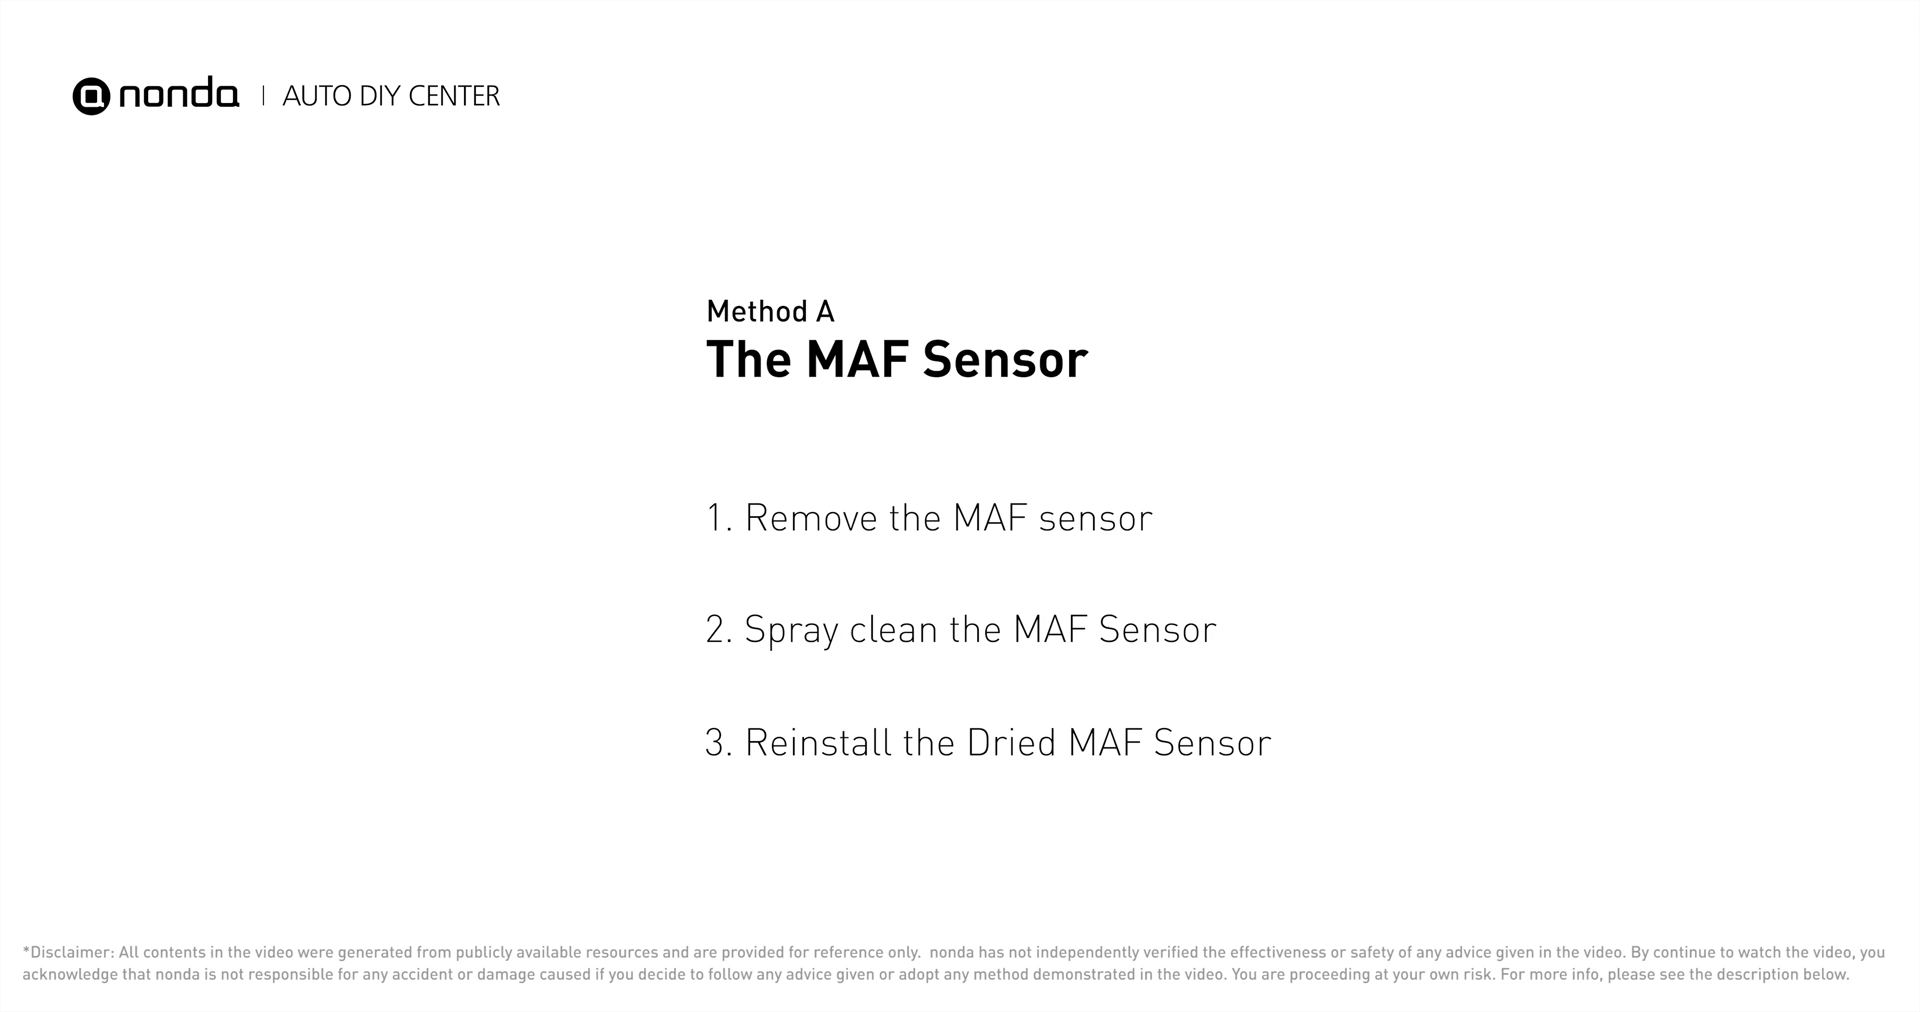 nonda | AUTO DIY CENTER
Method A
The MAF Sensor
1. Remove the MAF sensor
2. Spray clean the MAF Sensor
3. Reinstall the Dried MAF Sensor
*Disclaimer: All contents in the video were generated from publicly available resources and are provided for reference only.  nonda has not independently verified the effectiveness or safety of any advice given in the video. By continue to watch the video, you
acknowledge that nonda is not responsible for any accident or damage caused if you decide to follow any advice given or adopt any method demonstrated in the video. You are proceeding at your own risk. For more info, please see the description below.